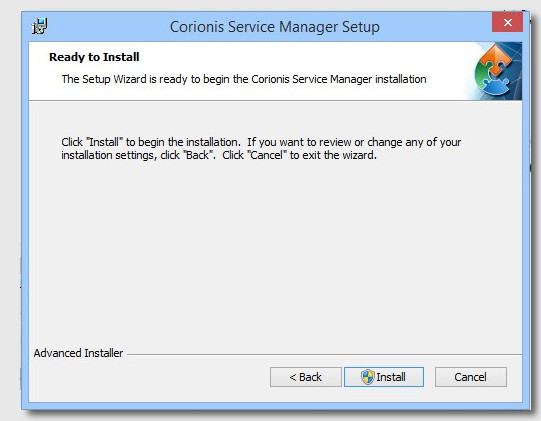 Corionis Service Manager Setup
Ready to Install
The Setup Wizard is ready to begin the Corionis Service Manager installation
Click "Install" to begin the installation.  If you want to review or change any of your
installation settings, click "Back".  Click "Cancel" to exit the wizard.
Advanced Installer
< Back
Install
Cancel